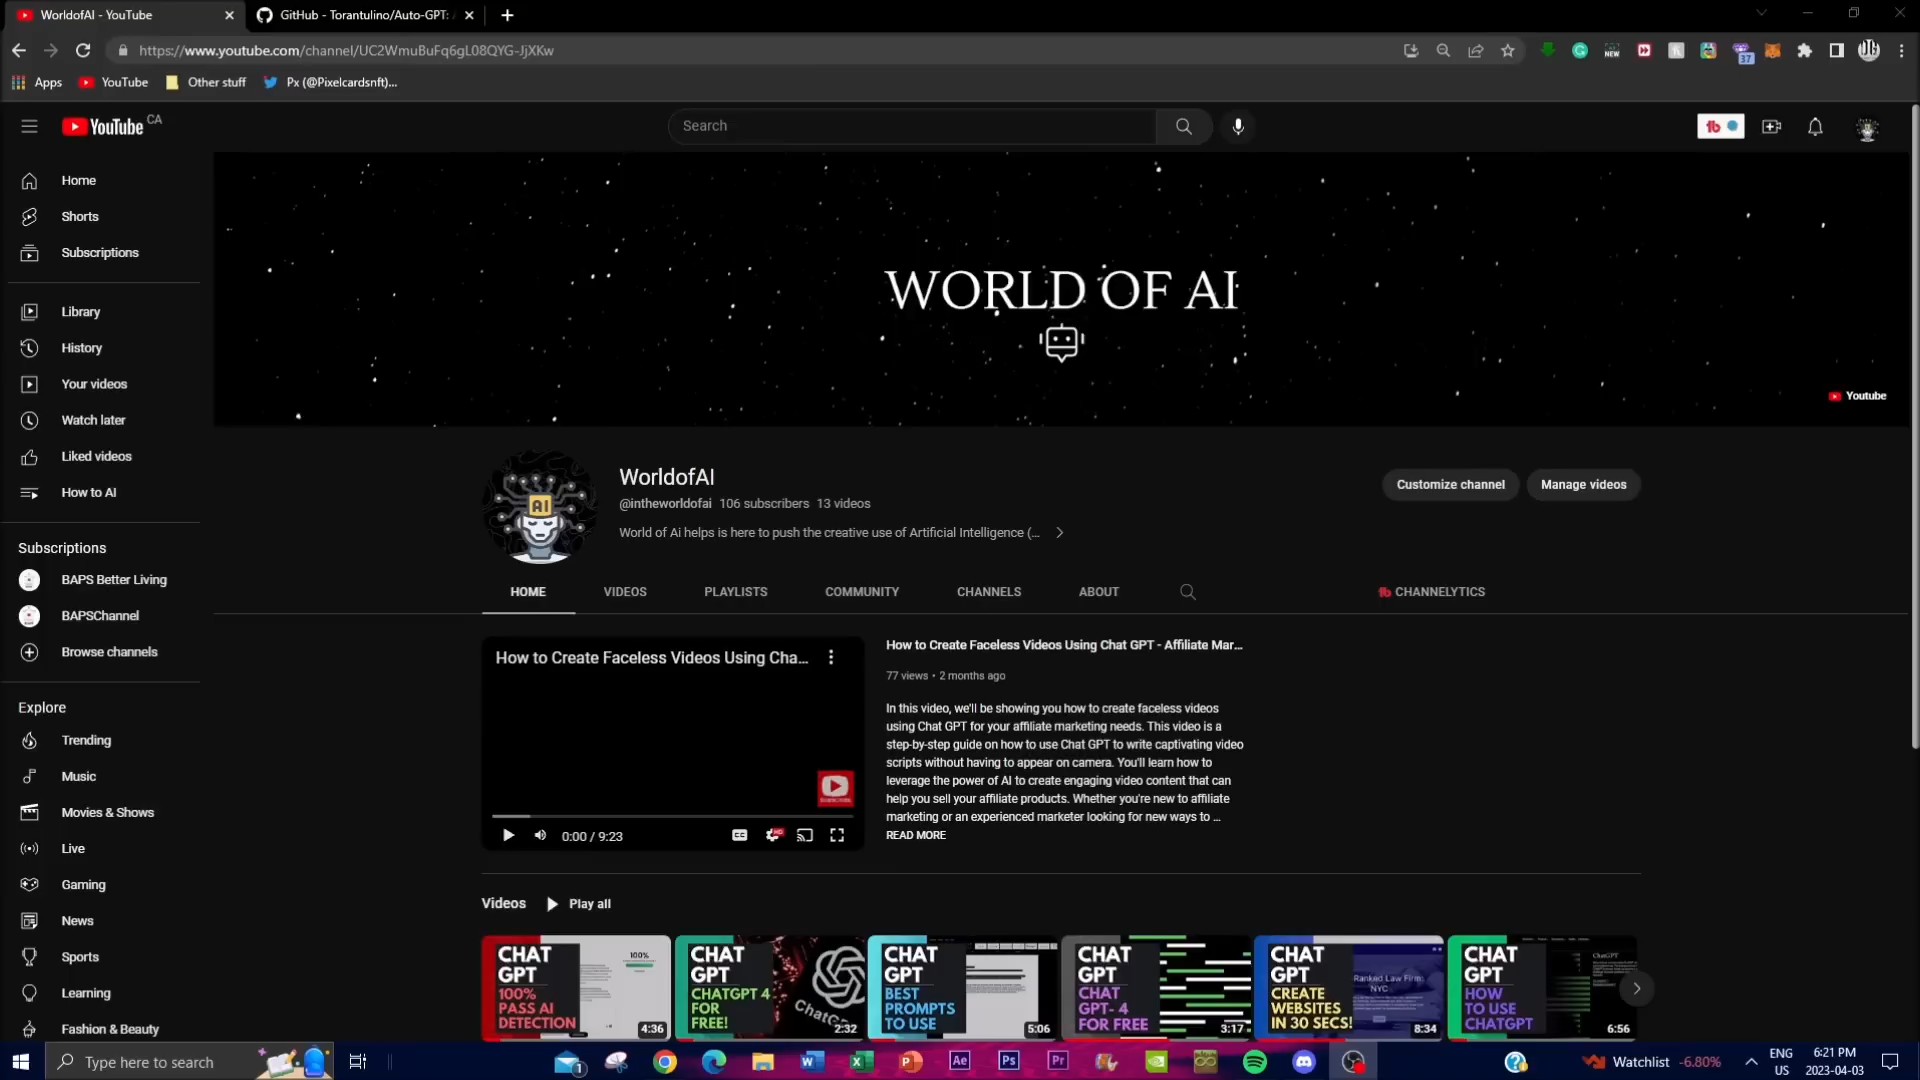 WorldofAI - YouTube
GitHub - Torantulino/Auto-GPT:
https://www.youtube.com/channel/UC2WmuBuFq6gL08QYG-JjXKw
NEW
37
Apps
YouTube
Other stuff
Px (@Pixelcardsnft)...
YouTube CA
Search
Home
Shorts
Subscriptions
Library
History
Your videos
Watch later
Liked videos
How to AI
Subscriptions
BAPS Better Living
BAPSChannel
Browse channels
Explore
Trending
Music
Movies & Shows
Live
Gaming
News
Sports
Learning
Fashion & Beauty
WORLD OF AI
Youtube
AI
WorldofAI
@intheworldofai 106 subscribers 13 videos
World of Ai helps is here to push the creative use of Artificial Intelligence (...
Customize channel
Manage videos
HOME
VIDEOS
PLAYLISTS
COMMUNITY
CHANNELS
ABOUT
CHANNELYTICS
How to Create Faceless Videos Using Cha...
0:00 / 9:23
How to Create Faceless Videos Using Chat GPT - Affiliate Mar...
77 views • 2 months ago
In this video, we'll be showing you how to create faceless videos
using Chat GPT for your affiliate marketing needs. This video is a
step-by-step guide on how to use Chat GPT to write captivating video
scripts without having to appear on camera. You'll learn how to
leverage the power of AI to create engaging video content that can
help you sell your affiliate products. Whether you're new to affiliate
marketing or an experienced marketer looking for new ways to ...
READ MORE
Videos
Play all
CHAT
GPT
100%
PASS AI
DETECTION
100%
4:36
CHAT
GPT
CHATGPT 4
FOR
FREE!
2:32
CHAT
GPT
BEST
PROMPTS
TO USE
5:06
CHAT
GPT
CHAT
GPT- 4
FOR FREE
3:17
CHAT
GPT
CREATE
WEBSITES
IN 30 SECS!
Ranked Law Firm:
NYC
8:34
CHAT
GPT
HOW
TO USE
CHATGPT
ChatGPT
6:56
Type here to search
1
Ae
Ps
Pr
Watchlist -6.80%
ENG
US
6:21 PM
2023-04-03